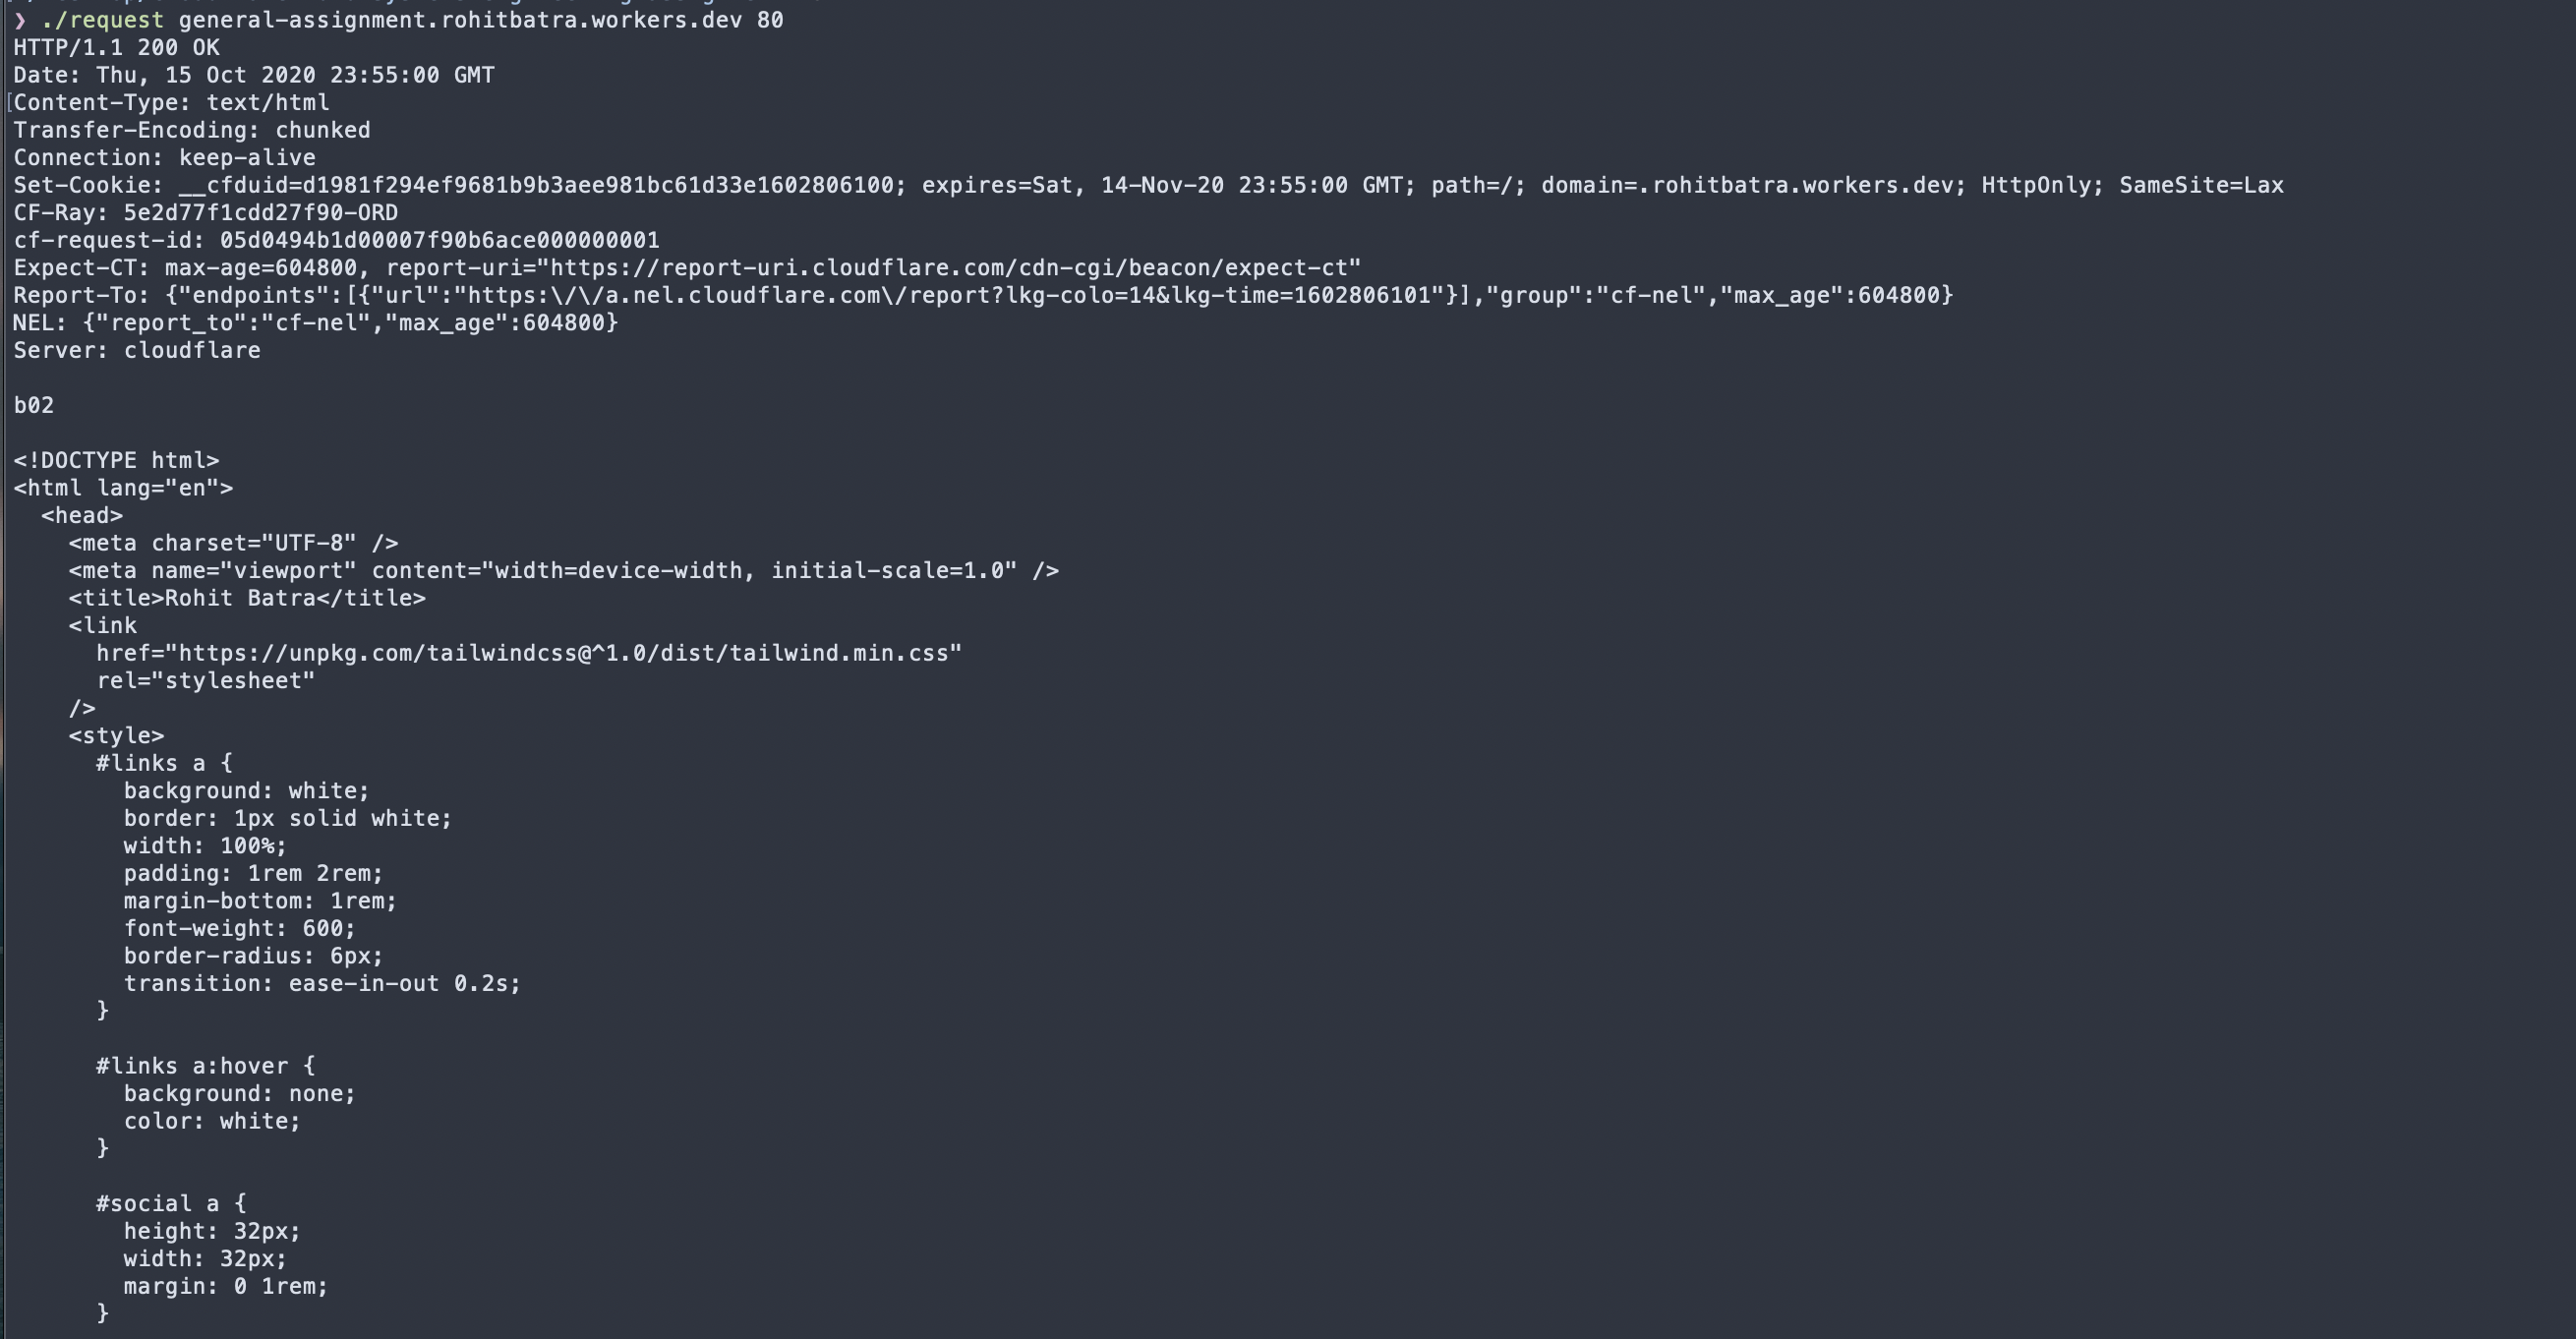 ❯ ./request general-assignment.rohitbatra.workers.dev 80
HTTP/1.1 200 OK
Date: Thu, 15 Oct 2020 23:55:00 GMT
[Content-Type: text/html
Transfer-Encoding: chunked
Connection: keep-alive
Set-Cookie: __cfduid=d1981f294ef9681b9b3aee981bc61d33e1602806100; expires=Sat, 14-Nov-20 23:55:00 GMT; path=/; domain=.rohitbatra.workers.dev; HttpOnly; SameSite=Lax
CF-Ray: 5e2d77f1cdd27f90-ORD
cf-request-id: 05d0494b1d00007f90b6ace000000001
Expect-CT: max-age=604800, report-uri="https://report-uri.cloudflare.com/cdn-cgi/beacon/expect-ct"
Report-To: {"endpoints":[{"url":"https:\/\/a.nel.cloudflare.com\/report?lkg-colo=14&lkg-time=1602806101"}],"group":"cf-nel","max_age":604800}
NEL: {"report_to":"cf-nel","max_age":604800}
Server: cloudflare

b02

<!DOCTYPE html>
<html lang="en">
  <head>
    <meta charset="UTF-8" />
    <meta name="viewport" content="width=device-width, initial-scale=1.0" />
    <title>Rohit Batra</title>
    <link
      href="https://unpkg.com/tailwindcss@^1.0/dist/tailwind.min.css"
      rel="stylesheet"
    />
    <style>
      #links a {
        background: white;
        border: 1px solid white;
        width: 100%;
        padding: 1rem 2rem;
        margin-bottom: 1rem;
        font-weight: 600;
        border-radius: 6px;
        transition: ease-in-out 0.2s;
      }

      #links a:hover {
        background: none;
        color: white;
      }

      #social a {
        height: 32px;
        width: 32px;
        margin: 0 1rem;
      }